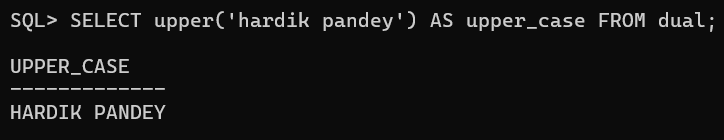 SQL> SELECT upper('hardik pandey') AS upper_case FROM dual;
UPPER_CASE
-------------
HARDIK PANDEY